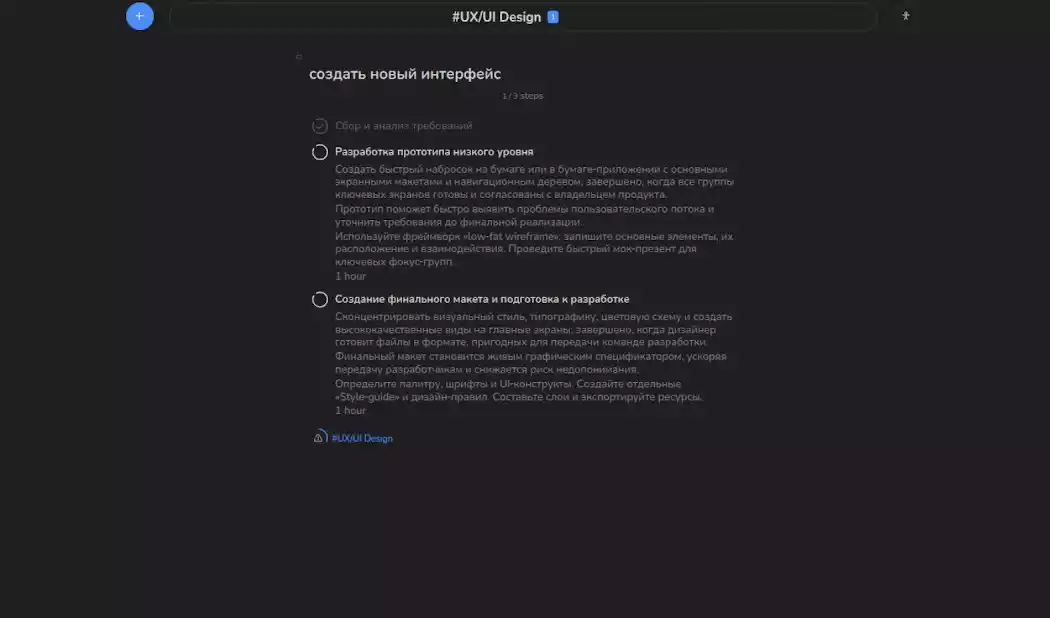 +
#UX/UI Design 1
создать новый интерфейс
1 / 3 steps
Сбор и анализ требований
Разработка прототипа низкого уровня
Создать быстрый набросок на бумаге или в бумаге-приложении с основными
экранными макетами и навигационным деревом; завершено, когда все группы
ключевых экранов готовы и согласованы с владельцем продукта.
Прототип поможет быстро выявить проблемы пользовательского потока и
уточнить требования до финальной реализации.
Используйте фреймворк «low-fat wireframe»: запишите основные элементы, их
расположение и взаимодействия. Проведите быстрый мок-презент для
ключевых фокус-групп.
1 hour
Создание финального макета и подготовка к разработке
Сконцентрировать визуальный стиль, типографику, цветовую схему и создать
высококачественные виды на главные экраны; завершено, когда дизайнер
готовит файлы в формате, пригодных для передачи команде разработки.
Финальный макет становится живым графическим спецификатором, ускоряя
передачу разработчикам и снижается риск недопонимания.
Определите палитру, шрифты и UI-конструкты. Создайте отдельные
«Style-guide» и дизайн-правил. Составьте слои и экспортируйте ресурсы.
1 hour
#UX/UI Design